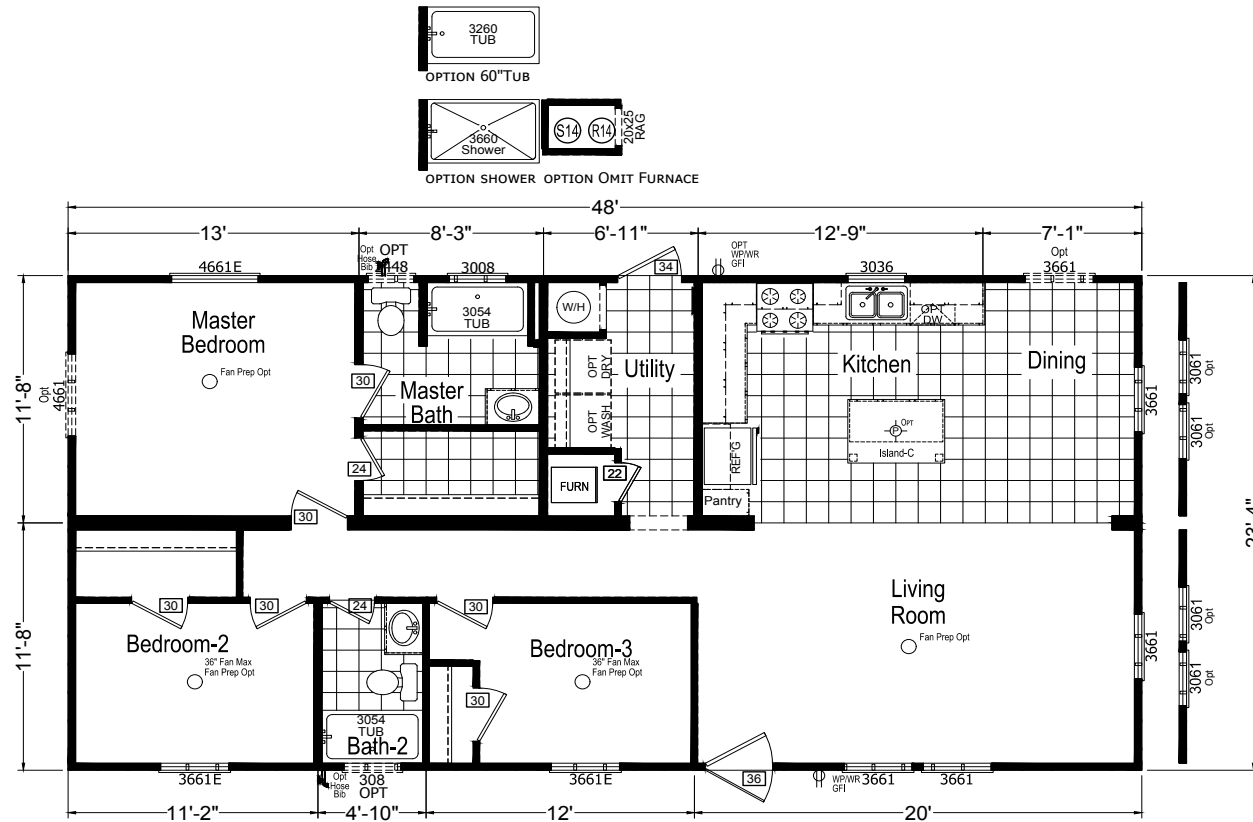 3260
TUB
OPTION 60"TUB
3660
Shower
S14
R14
20x25
RAG
OPTION SHOWER
OPTION OMIT FURNACE
48'
13'
8'-3"
6'-11"
12'-9"
7'-1"
4661E
Opt
Hose
Bib
OPT
3008
34
OPT
WP/WR
GFI
3036
Opt
3661
Master
Bedroom
Fan Prep Opt
Opt
4661
11'-8"
3054
TUB
30
Master
Bath
24
30
W/H
OPT
DRY
OPT
WASH
Utility
FURN
22
OPT
DW
Kitchen
Dining
REF'G
Pantry
OPT
P
Island-C
3661
3061
Opt
3061
Opt
23'-4"
11'-8"
30
30
24
30
Bedroom-2
36" Fan Max
Fan Prep Opt
3054
TUB
Bath-2
Bedroom-3
36" Fan Max
Fan Prep Opt
30
Living
Room
Fan Prep Opt
3661
3061
Opt
3061
Opt
3661E
Opt
Hose
Bib
308
OPT
3661E
36
WP/WR
GFI
3661
3661
11'-2"
4'-10"
12'
20'